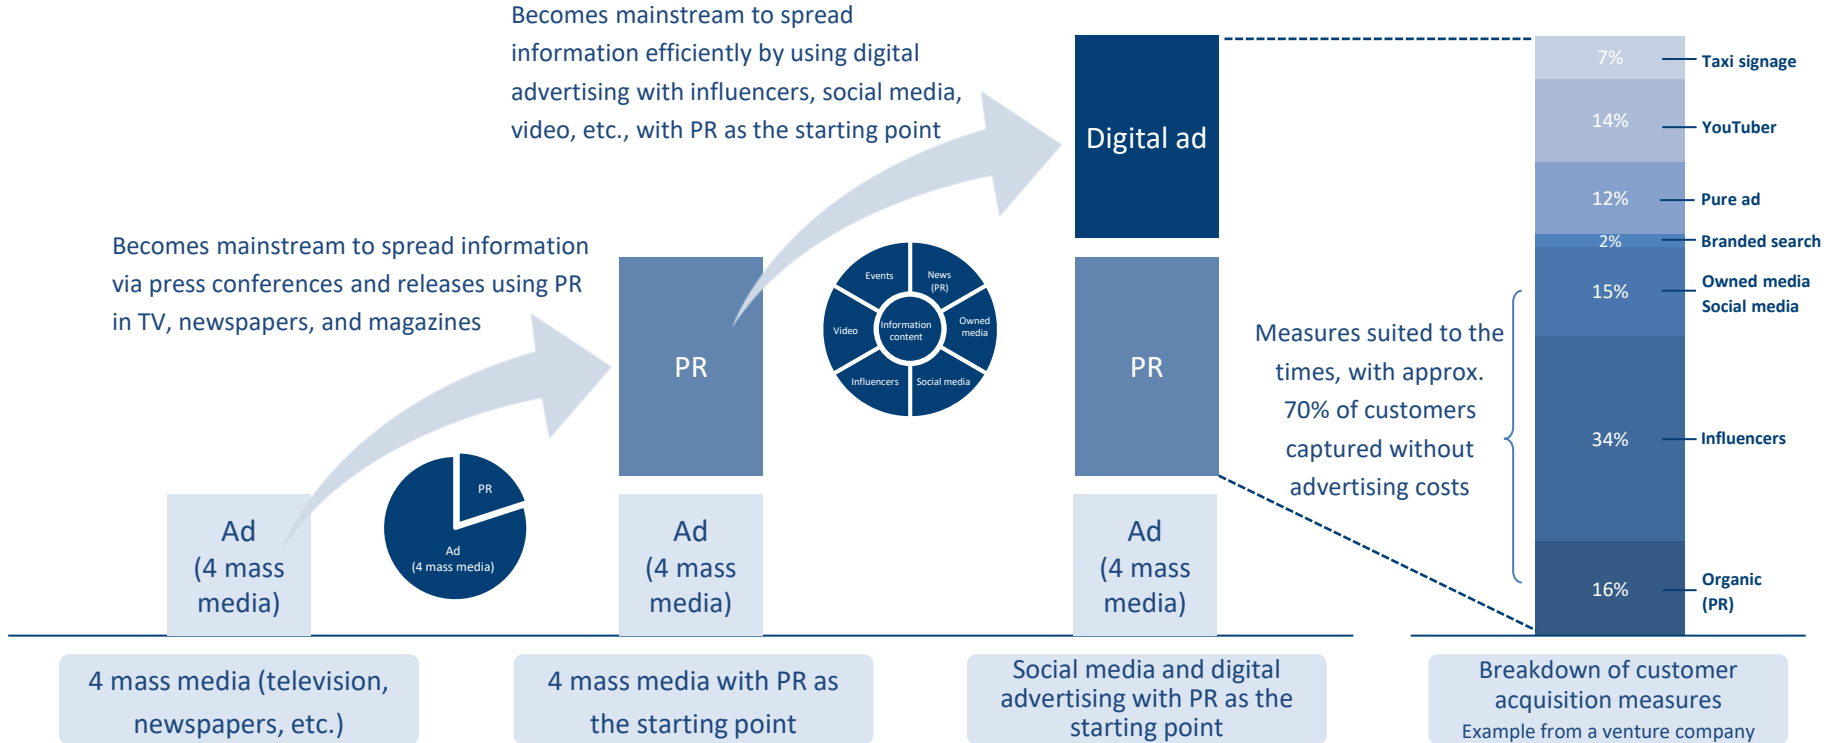 Becomes mainstream to spread
information efficiently by using digital
advertising with influencers, social media,
video, etc., with PR as the starting point
Becomes mainstream to spread information
via press conferences and releases using PR
in TV, newspapers, and magazines
Ad
(4 mass
media)
PR
Ad
(4 mass media)
PR
Ad
(4 mass
media)
Events
News
(PR)
Video
Information
content
Owned
media
Influencers
Social media
Digital ad
PR
Ad
(4 mass
media)
Measures suited to the
times, with approx.
70% of customers
captured without
advertising costs
7%
Taxi signage
14%
YouTuber
12%
Pure ad
2%
Branded search
15%
Owned media
Social media
34%
Influencers
16%
Organic
(PR)
4 mass media (television,
newspapers, etc.)
4 mass media with PR as
the starting point
Social media and digital
advertising with PR as the
starting point
Breakdown of customer
acquisition measures
Example from a venture company